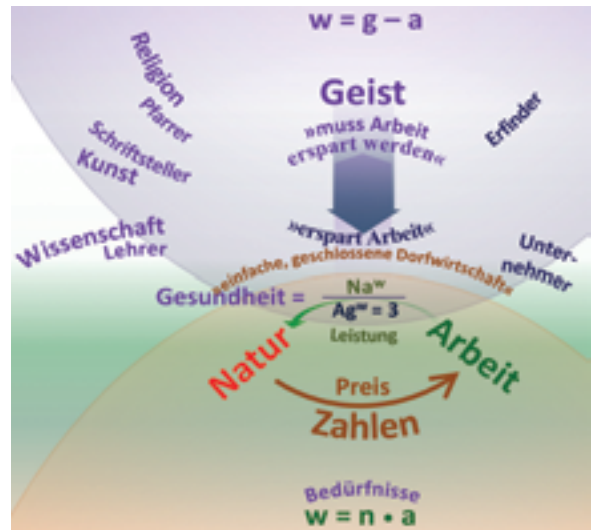 w = g – a
Religion
Pfarrer
Schriftsteller
Kunst
Wissenschaft
Lehrer
Geist
»muss Arbeit
erspart werden«
Erfinder
»erspart Arbeit«
Unter-
nehmer
»einfache, geschlossene Dorfwirtschaft«
Gesundheit = Naʷ
Agʷ = 3
Leistung
Natur
Arbeit
Preis
Zahlen
Bedürfnisse
w = n • a